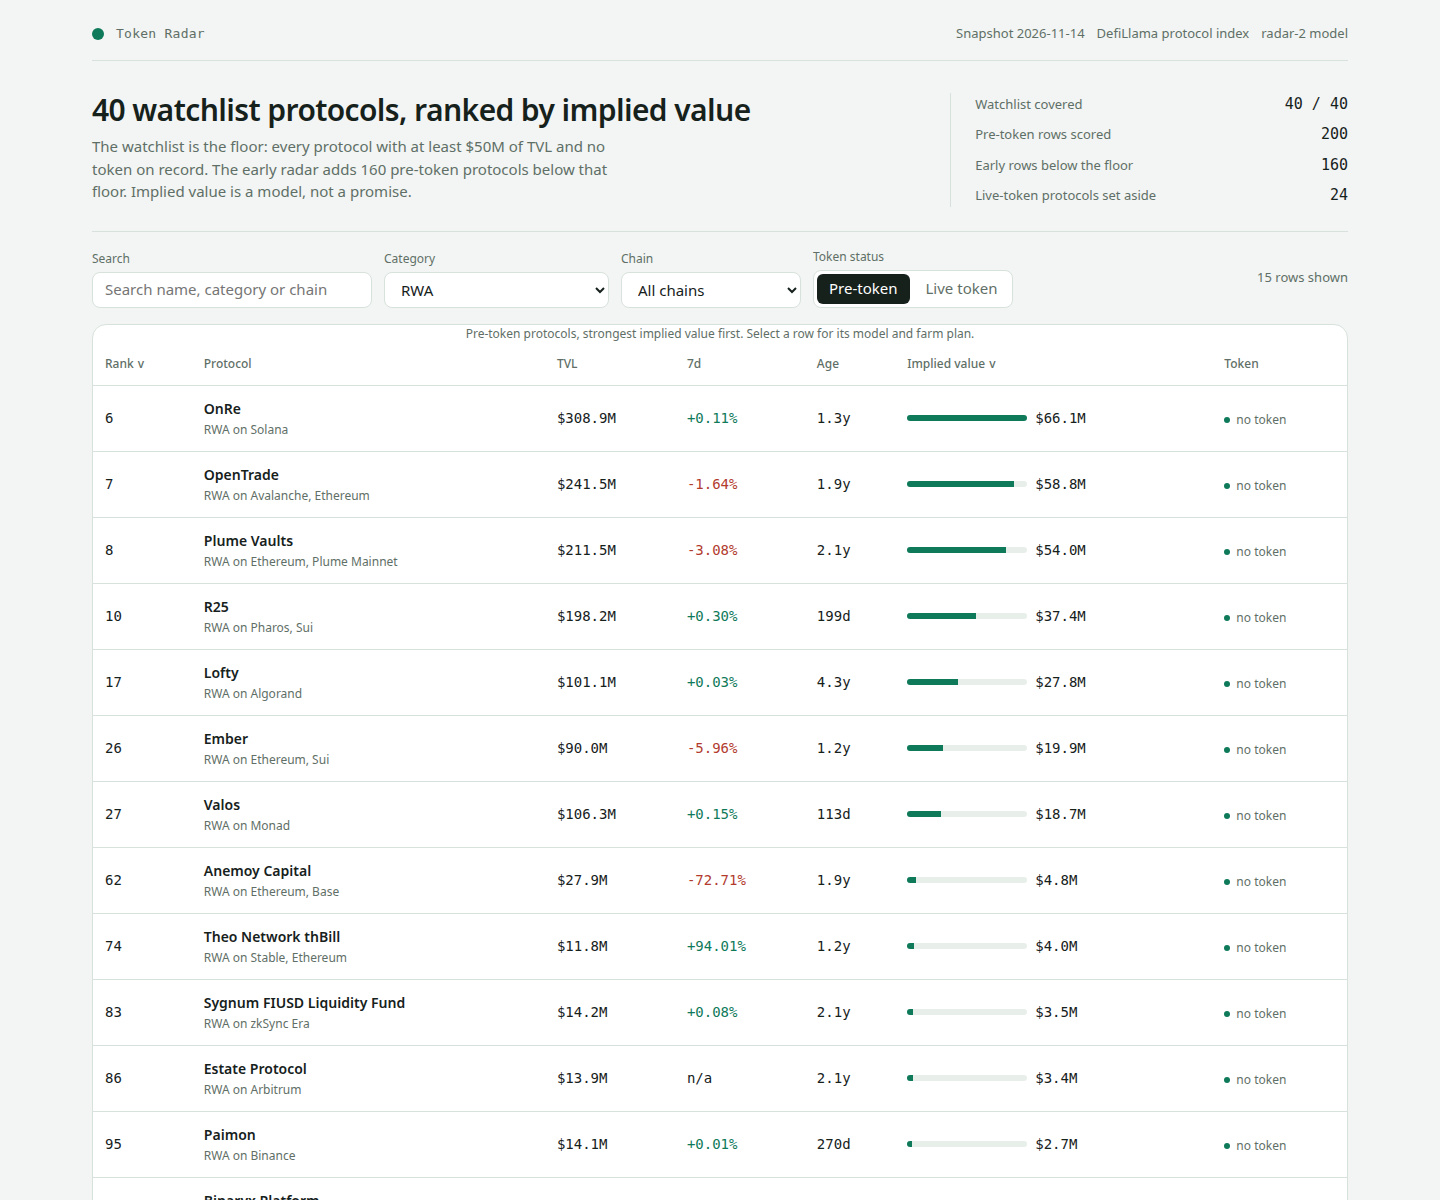 Token Radar
Snapshot 2026-11-14 DefiLlama protocol index radar-2 model
40 watchlist protocols, ranked by implied value
The watchlist is the floor: every protocol with at least $50M of TVL and no
token on record. The early radar adds 160 pre-token protocols below that
floor. Implied value is a model, not a promise.
Watchlist covered 40 / 40
Pre-token rows scored 200
Early rows below the floor 160
Live-token protocols set aside 24
Search Category Chain Token status
Search name, category or chain RWA All chains Pre-token Live token 15 rows shown
Pre-token protocols, strongest implied value first. Select a row for its model and farm plan.
Rank v Protocol TVL 7d Age Implied value v Token
6 OnRe $308.9M +0.11% 1.3y $66.1M no token
RWA on Solana
7 OpenTrade $241.5M -1.64% 1.9y $58.8M no token
RWA on Avalanche, Ethereum
8 Plume Vaults $211.5M -3.08% 2.1y $54.0M no token
RWA on Ethereum, Plume Mainnet
10 R25 $198.2M +0.30% 199d $37.4M no token
RWA on Pharos, Sui
17 Lofty $101.1M +0.03% 4.3y $27.8M no token
RWA on Algorand
26 Ember $90.0M -5.96% 1.2y $19.9M no token
RWA on Ethereum, Sui
27 Valos $106.3M +0.15% 113d $18.7M no token
RWA on Monad
62 Anemoy Capital $27.9M -72.71% 1.9y $4.8M no token
RWA on Ethereum, Base
74 Theo Network thBill $11.8M +94.01% 1.2y $4.0M no token
RWA on Stable, Ethereum
83 Sygnum FIUSD Liquidity Fund $14.2M +0.08% 2.1y $3.5M no token
RWA on zkSync Era
86 Estate Protocol $13.9M n/a 2.1y $3.4M no token
RWA on Arbitrum
95 Paimon $14.1M +0.01% 270d $2.7M no token
RWA on Binance
Binaryx Platform